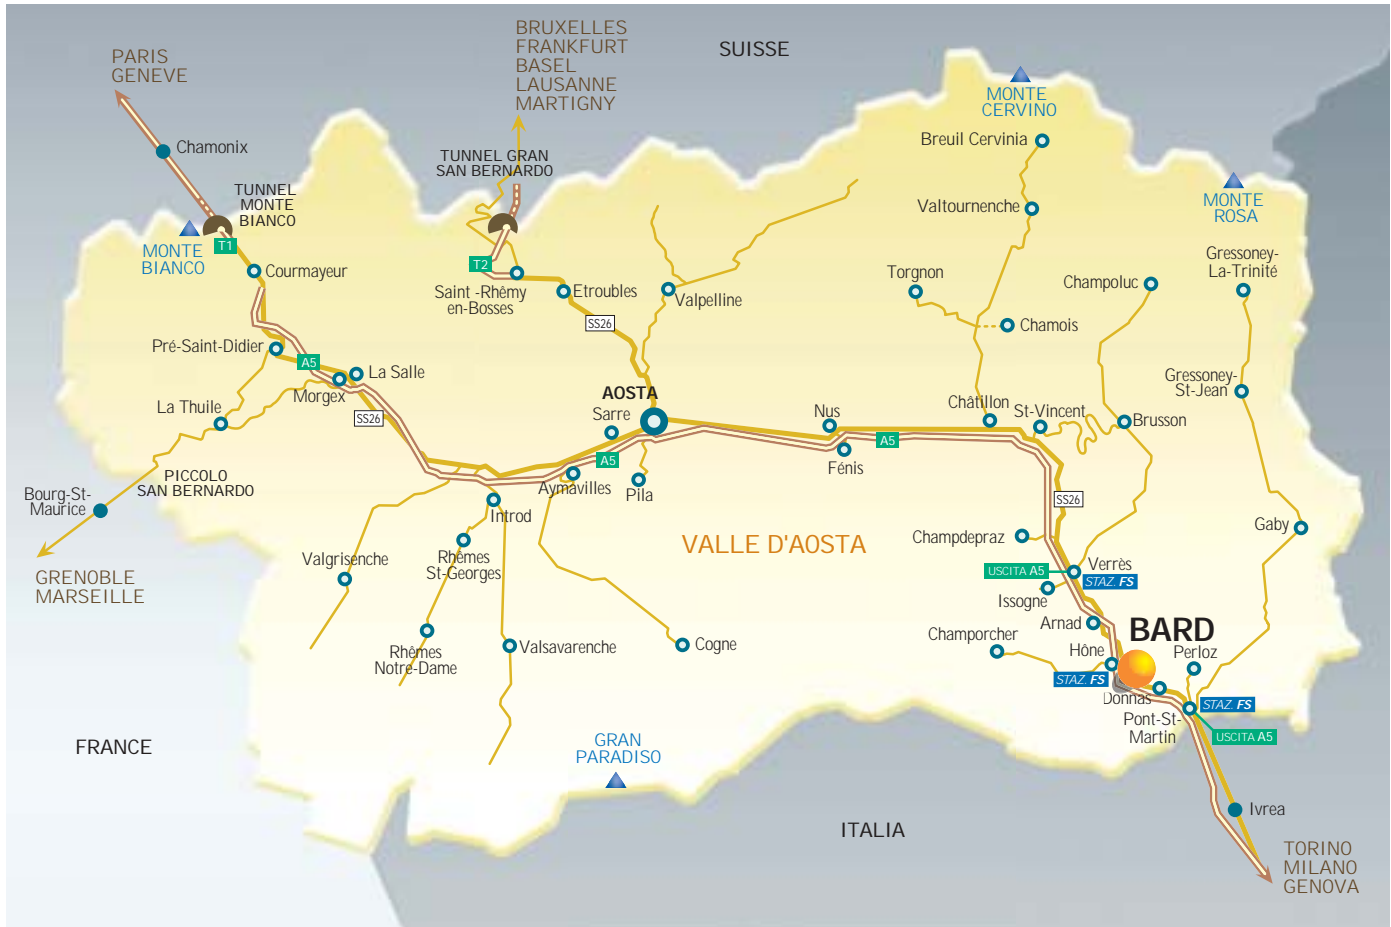 BRUXELLES
FRANKFURT
BASEL
LAUSANNE
MARTIGNY
SUISSE
PARIS
GENEVE
MONTE
CERVINO
Chamonix
Breuil Cervinia
TUNNEL GRAN
SAN BERNARDO
TUNNEL
MONTE
BIANCO
MONTE
ROSA
Valtournenche
T1
MONTE
BIANCO
Courmayeur
T2
Saint -Rhêmy
en-Bosses
Etroubles
Valpelline
Torgnon
Champoluc
Gressoney-
La-Trinité
SS26
Chamois
Pré-Saint-Didier
A5
La Salle
Morgex
Gressoney-
St-Jean
La Thuile
SS26
AOSTA
Sarre
Nus
Châtillon
St-Vincent
Brusson
A5
A5
Fénis
PICCOLO
SAN BERNARDO
Bourg-St-
Maurice
Aymavilles
Pila
Introd
SS26
Gaby
Valgrisenche
Rhêmes
St-Georges
VALLE D'AOSTA
Champdepraz
GRENOBLE
MARSEILLE
USCITA A5
Verrès
STAZ. FS
Issogne
Arnad
BARD
Champorcher
Hône
Perloz
Rhêmes
Notre-Dame
Valsavarenche
Cogne
STAZ. FS
Donnas
STAZ. FS
Pont-St-
Martin
USCITA A5
FRANCE
GRAN
PARADISO
ITALIA
Ivrea
TORINO
MILANO
GENOVA